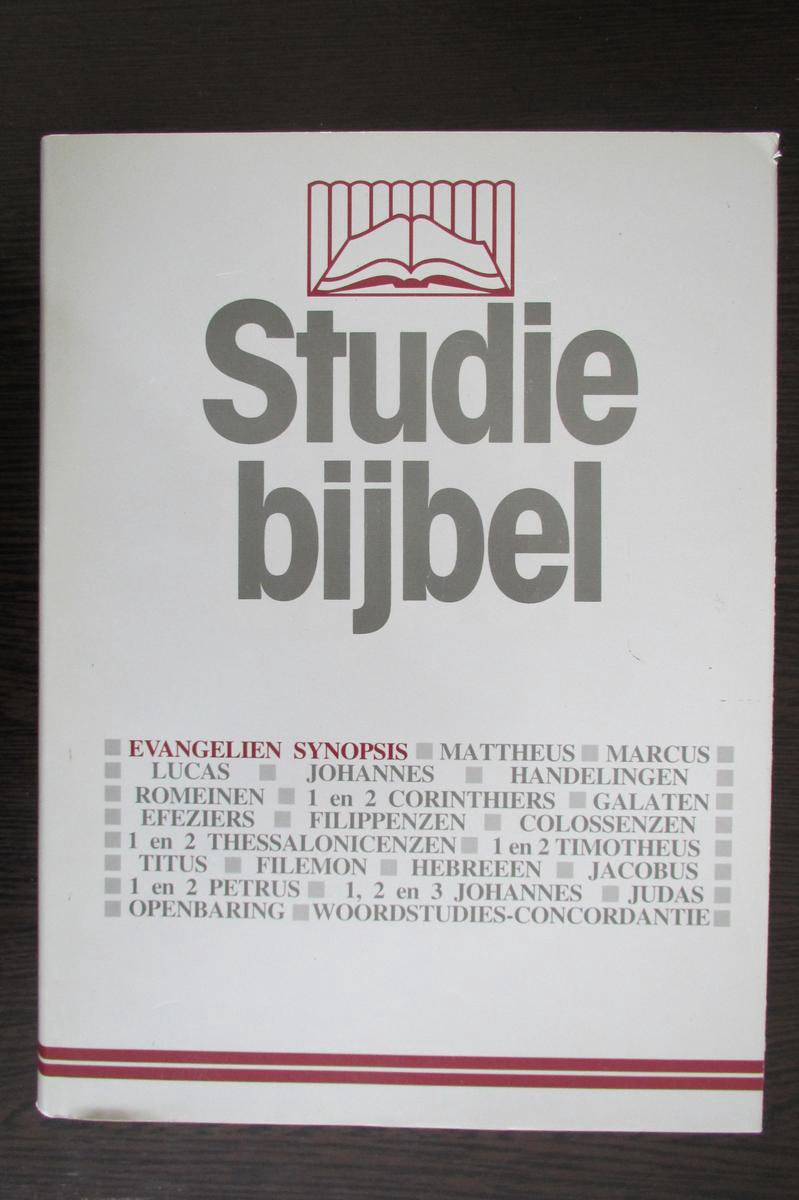 Studie
bijbel
EVANGELIEN SYNOPSIS ■ MATTHEUS ■ MARCUS
LUCAS ■ JOHANNES ■ HANDELINGEN
ROMEINEN ■ 1 en 2 CORINTHIERS ■ GALATEN
EFEZIERS ■ FILIPPENZEN ■ COLOSSENZEN
1 en 2 THESSALONICENZEN ■ 1 en 2 TIMOTHEUS
TITUS ■ FILEMON ■ HEBREEEN ■ JACOBUS
1 en 2 PETRUS ■ 1, 2 en 3 JOHANNES ■ JUDAS
OPENBARING ■ WOORDSTUDIES-CONCORDANTIE